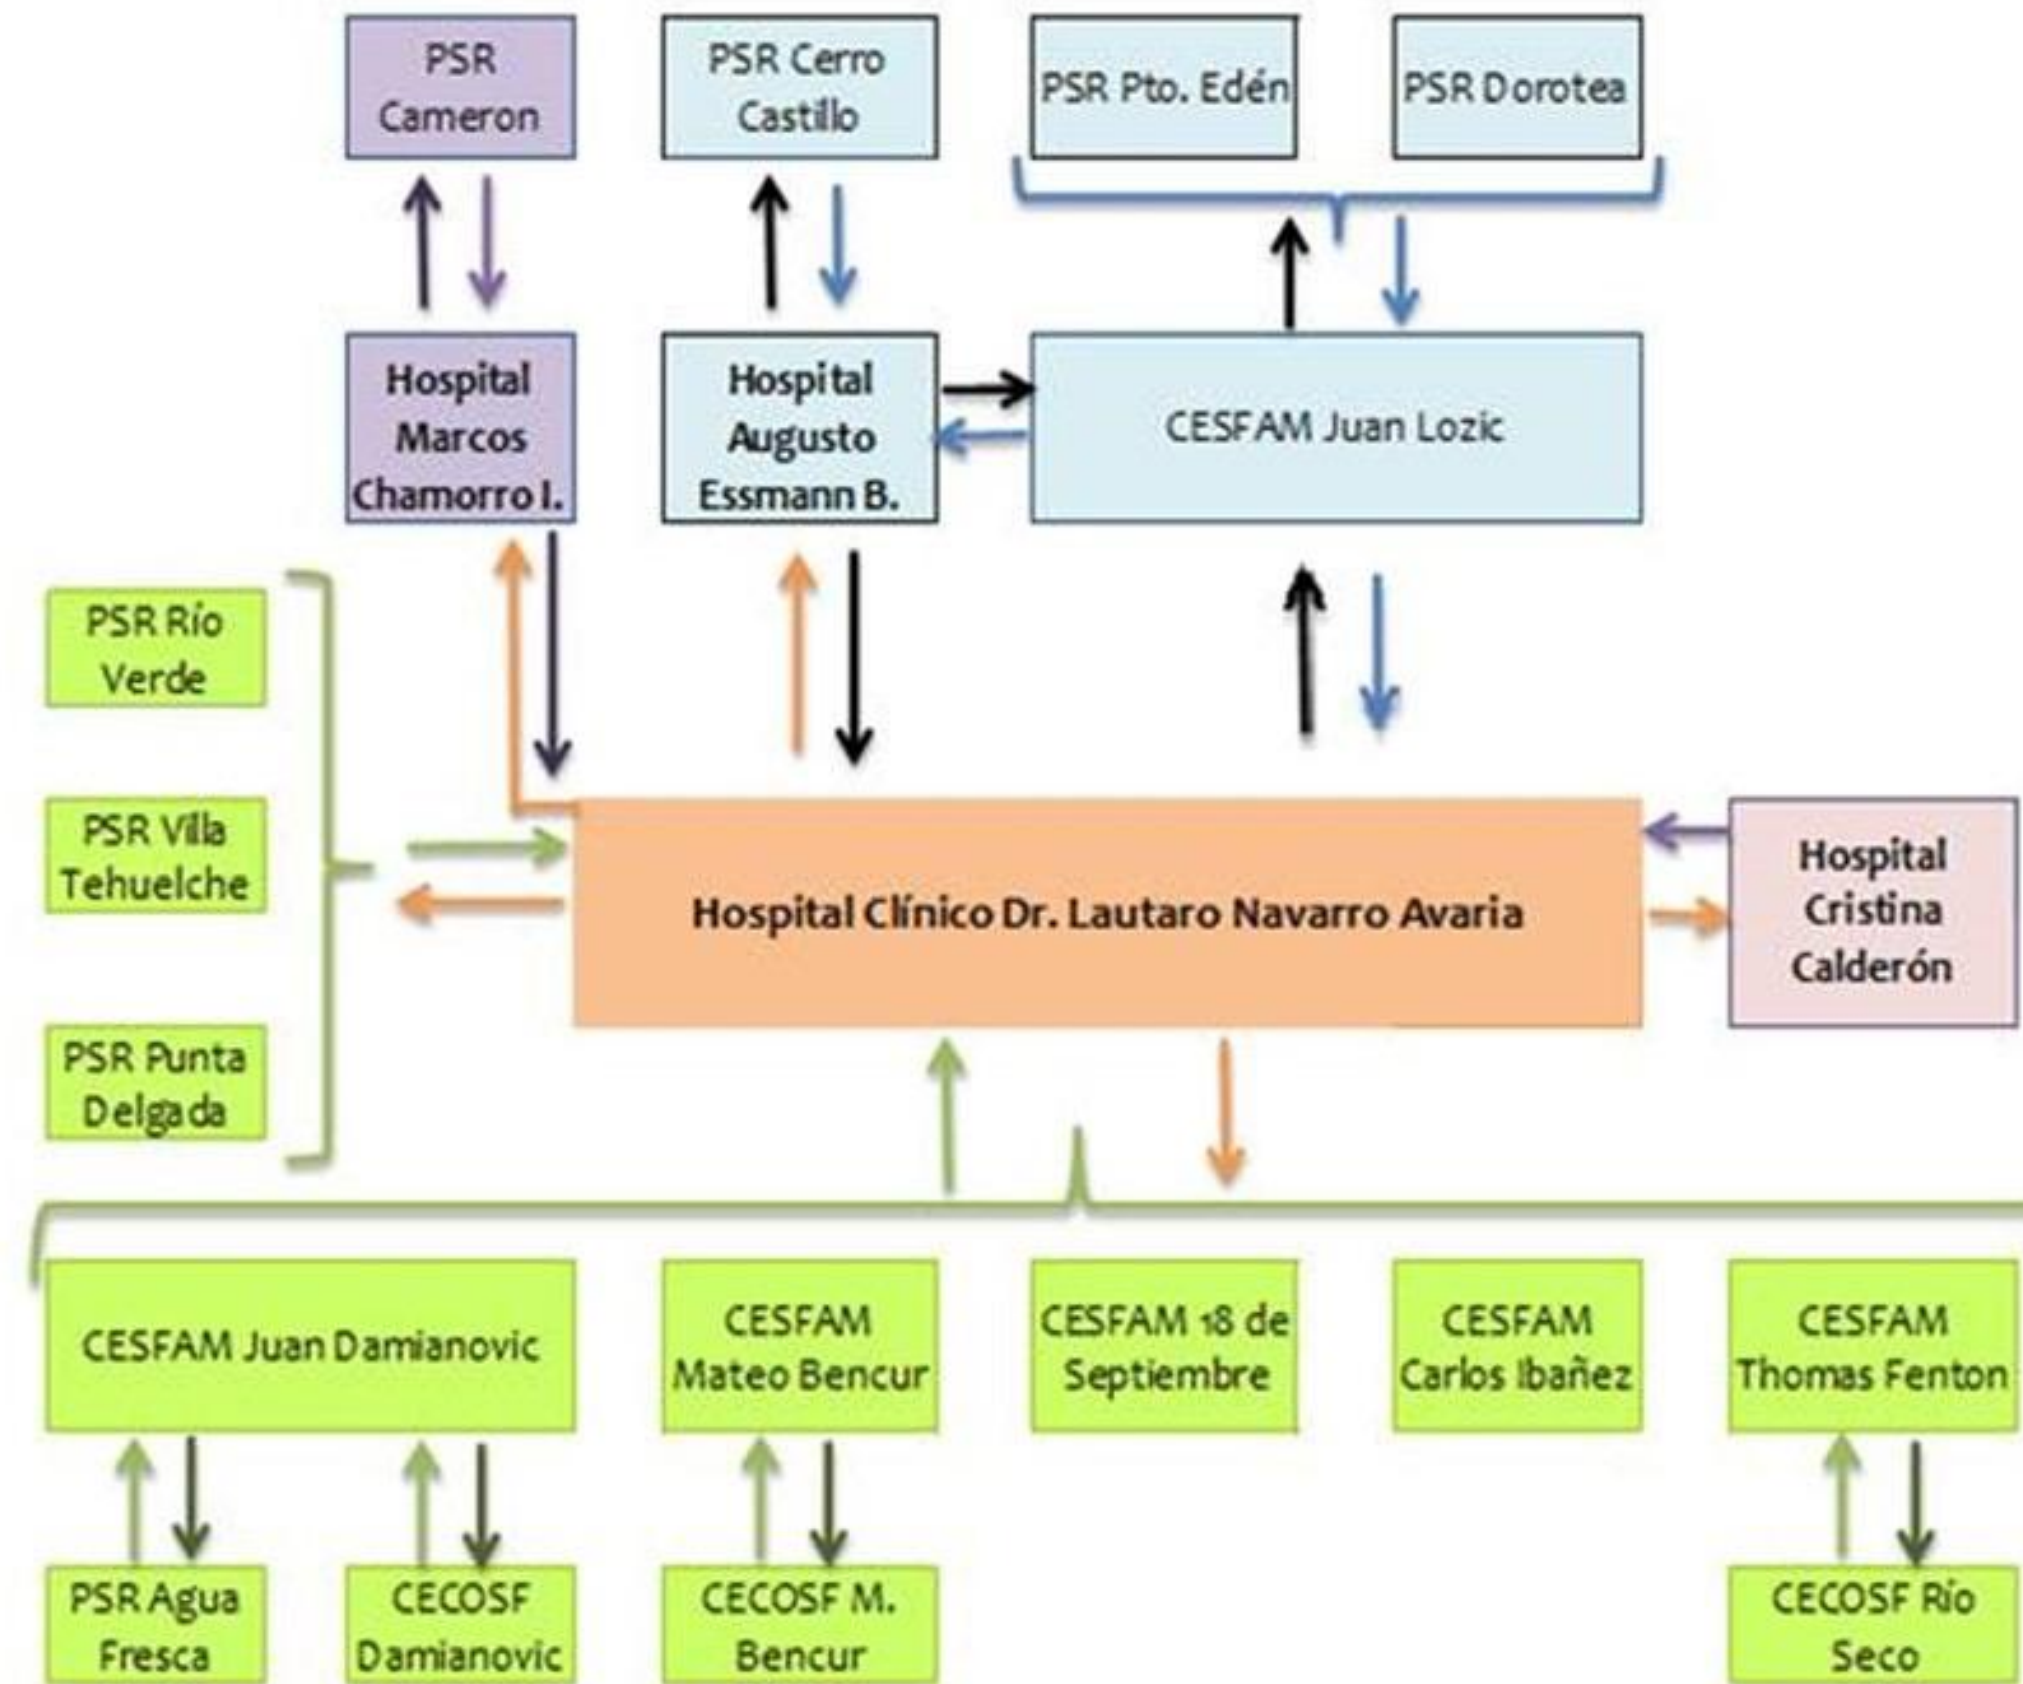 PSR
Cameron
PSR Cerro
Castillo
PSR Pto. Edén
PSR Dorotea
Hospital
Marcos
Chamorro I.
Hospital
Augusto
Essmann B.
CESFAM Juan Lozic
PSR Río
Verde
PSR Villa
Tehuelche
PSR Punta
Delgada
Hospital Clínico Dr. Lautaro Navarro Avaria
Hospital
Cristina
Calderón
CESFAM Juan Damianovic
CESFAM
Mateo Bencur
CESFAM 18 de
Septiembre
CESFAM
Carlos Ibañez
CESFAM
Thomas Fenton
PSR Agua
Fresca
CECOSF
Damianovic
CECOSF M.
Bencur
CECOSF Río
Seco